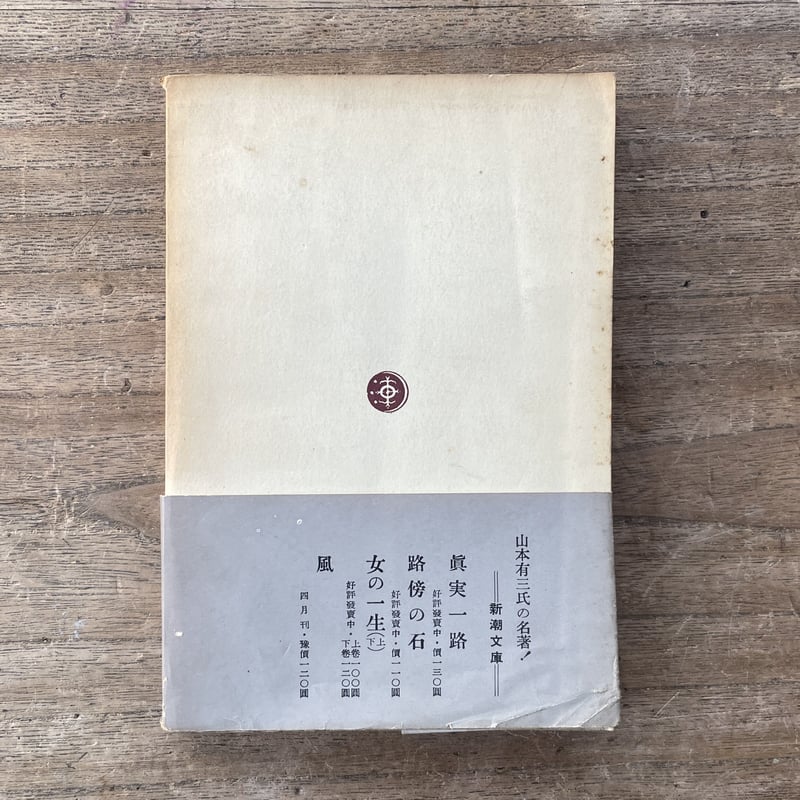 山本有三氏の名著!
新潮文庫
眞実一路
好評發賣中・價一三〇圓
路傍の石
好評發賣中・價一一〇圓
女の一生(上下)
好評發賣中・上卷一〇〇圓
下卷一二〇圓
風
四月刊・豫價一二〇圓